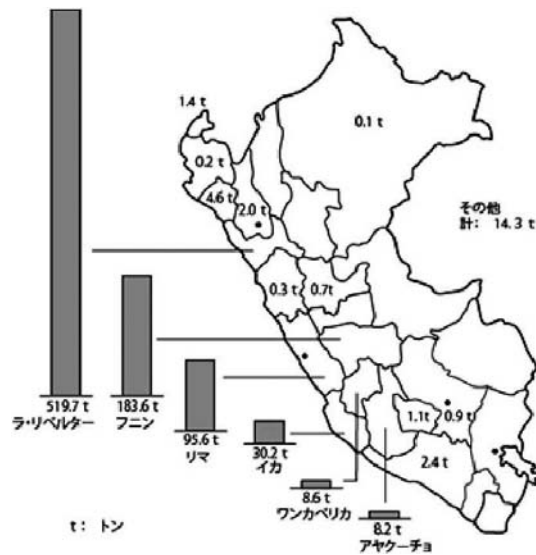 1.4 t
0.1 t
0.2 t
4.6 t
2.0 t
その他
計: 14.3 t
0.3 t
0.7t
519.7 t
ラ・リベルター
183.6 t
フニン
95.6 t
リマ
30.2 t
イカ
1.1t
0.9 t
2.4 t
8.6 t
ワンカベリカ
8.2 t
アヤクーチョ
t: トン